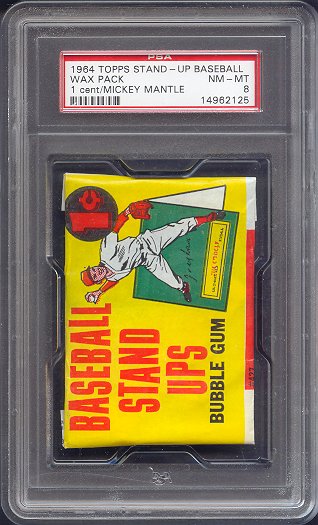 PSA
1964 TOPPS STAND-UP BASEBALL
WAX PACK NM-MT
1 cent/MICKEY MANTLE 8
14962125
1¢
BASEBALL
STAND
UPS
BUBBLE GUM